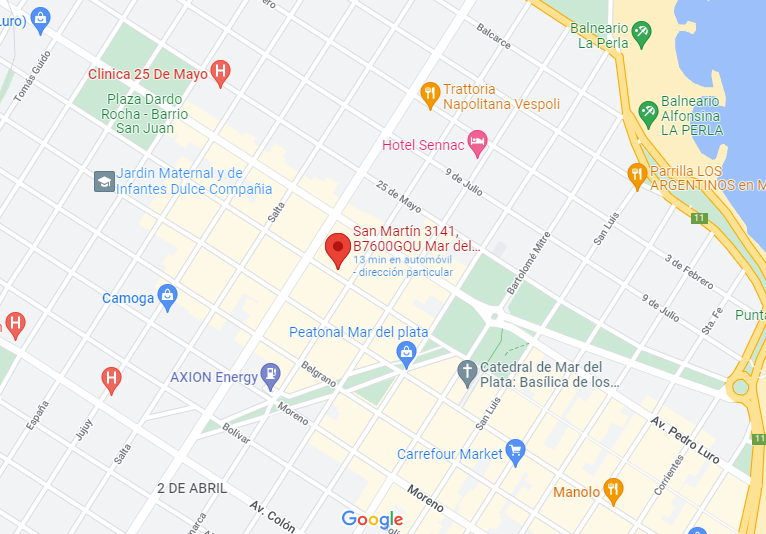 uro)
Tomás Guido
Balcarce
Balneario
La Perla
Clinica 25 De Mayo
H
Trattoria
Napolitana Vespoli
Plaza Dardo
Rocha - Barrio
San Juan
Balneario
Alfonsina
LA PERLA
Hotel Sennac
Jardin Maternal y de
Infantes Dulce Compañia
9 de Julio
Parrilla LOS
ARGENTINOS en M
25 de Mayo
Salta
San Luis
11
San Martín 3141,
B7600GQU Mar del...
13 min en automóvil
- dirección particular
Bartolomé Mitre
3 de Febrero
Camoga
9 de Julio
Sta. Fe
Punta
H
Peatonal Mar del plata
Belgrano
AXION Energy
Catedral de Mar del
Plata: Basílica de los...
H
España
Jujuy
Salta
Moreno
Bolívar
San Luis
Av. Pedro Luro
11
Carrefour Market
Corrientes
2 DE ABRIL
Av. Colón
Moreno
Manolo
Google
marca